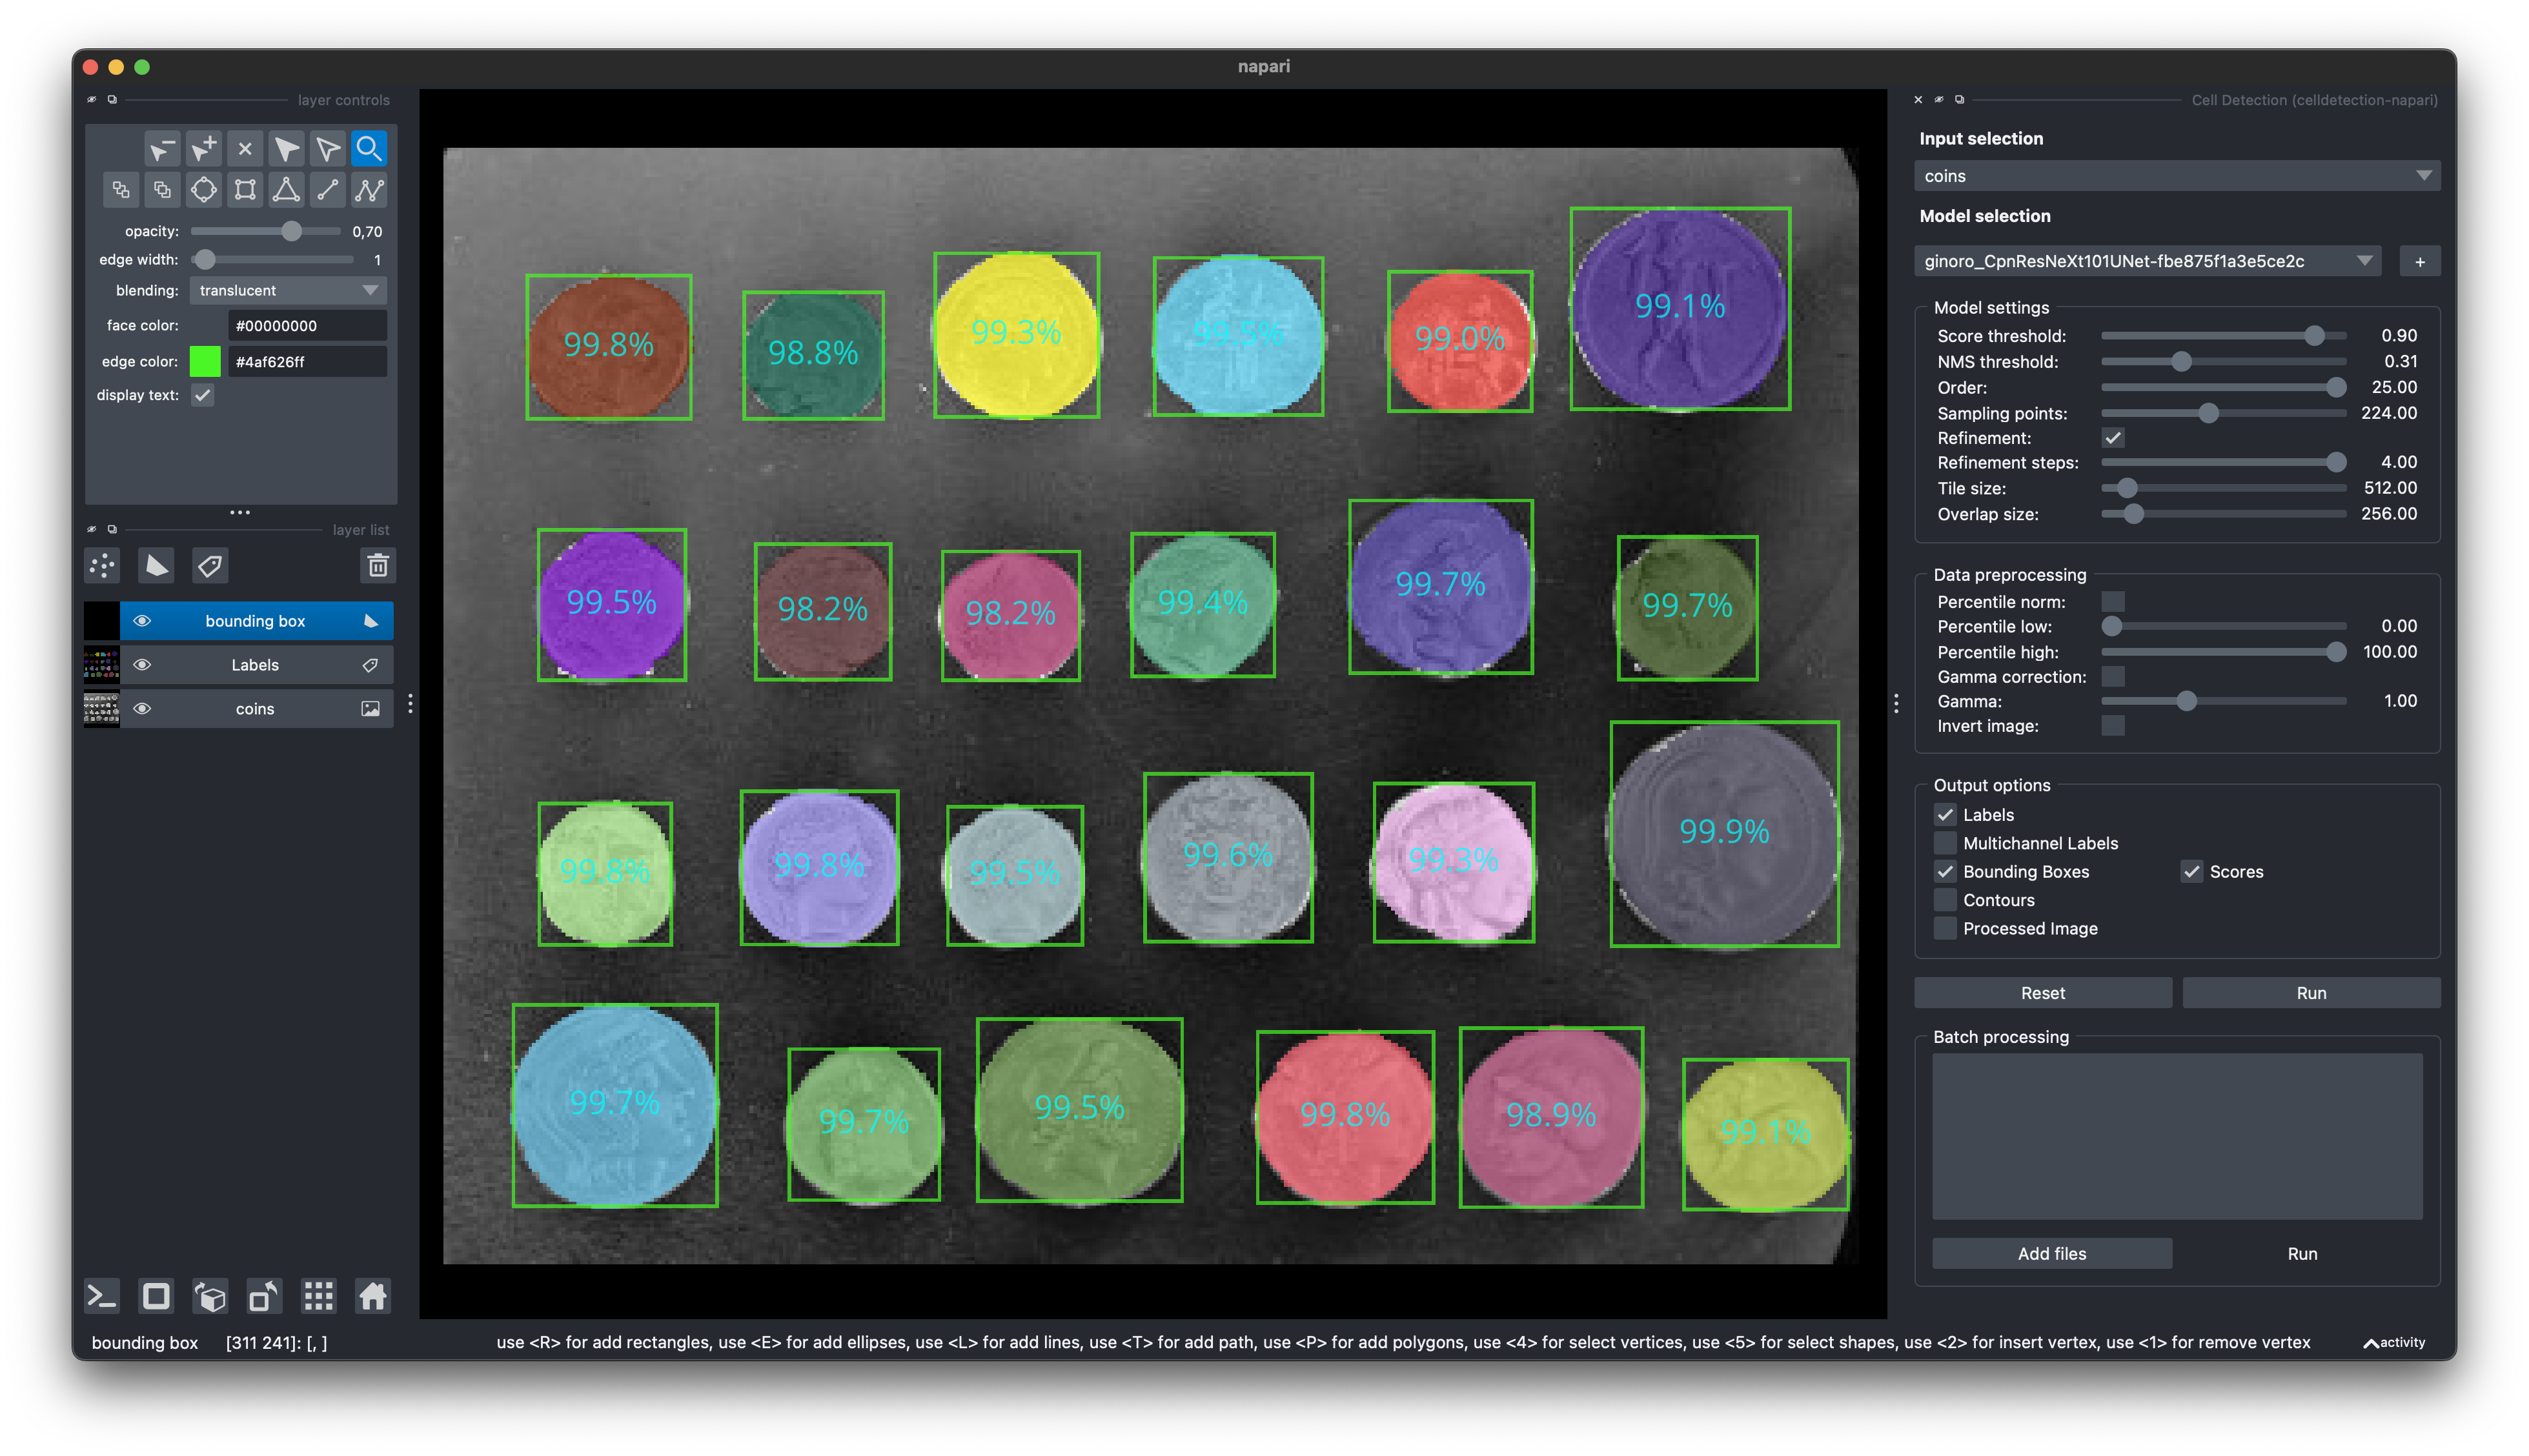 napari
layer controls
opacity: 0,70
edge width: 1
blending: translucent
face color: #00000000
edge color: #4af626ff
display text:
layer list
bounding box
Labels
coins
99.8% 98.8% 99.3% 99.5% 99.0% 99.1%
99.5% 98.2% 98.2% 99.4% 99.7% 99.7%
99.8% 99.8% 99.5% 99.6% 99.3% 99.9%
99.7% 99.7% 99.5% 99.8% 98.9% 99.1%
Cell Detection (celldetection-napari)
Input selection
coins
Model selection
ginoro_CpnResNeXt101UNet-fbe875f1a3e5ce2c +
Model settings
Score threshold: 0.90
NMS threshold: 0.31
Order: 25.00
Sampling points: 224.00
Refinement:
Refinement steps: 4.00
Tile size: 512.00
Overlap size: 256.00
Data preprocessing
Percentile norm:
Percentile low: 0.00
Percentile high: 100.00
Gamma correction:
Gamma: 1.00
Invert image:
Output options
Labels
Multichannel Labels
Bounding Boxes Scores
Contours
Processed Image
Reset Run
Batch processing
Add files Run
bounding box [311 241]: [, ] use <R> for add rectangles, use <E> for add ellipses, use <L> for add lines, use <T> for add path, use <P> for add polygons, use <4> for select vertices, use <5> for select shapes, use <2> for insert vertex, use <1> for remove vertex activity